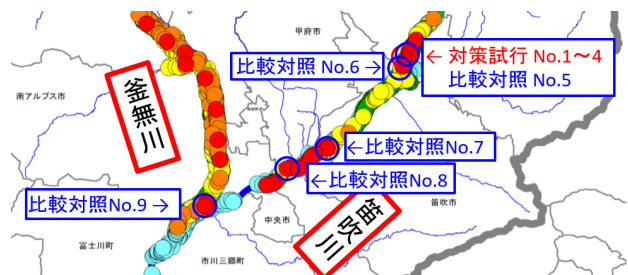 甲府市
比較対照 No.6 →
← 対策試行 No.1～4
比較対照 No.5
南アルプス市
釜無川
←比較対照No.7
←比較対照No.8
比較対照No.9 →
笛吹市
中央市
笛吹川
富士川町
市川三郷町